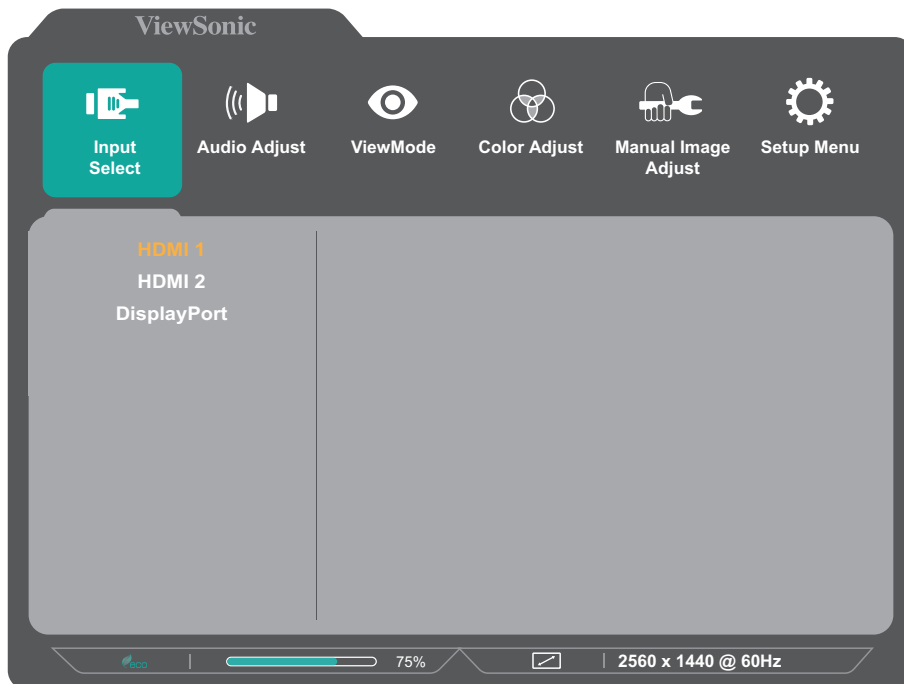 ViewSonic
Input
Select
Audio Adjust
ViewMode
Color Adjust
Manual Image
Adjust
Setup Menu
HDMI 1
HDMI 2
DisplayPort
ECO
75%
2560 x 1440 @ 60Hz